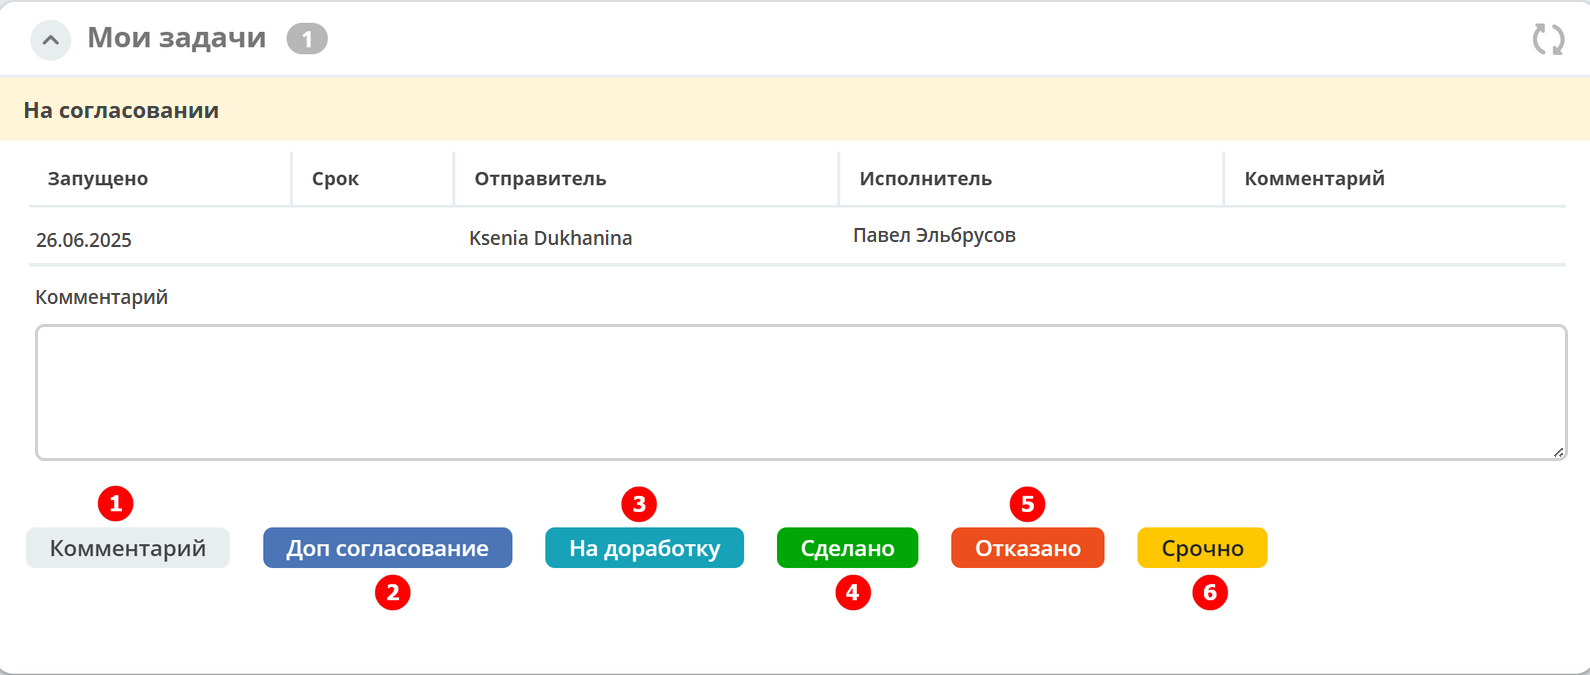 Мои задачи 1
На согласовании
Запущено Срок Отправитель Исполнитель Комментарий
26.06.2025 Ksenia Dukhanina Павел Эльбрусов
Комментарий
1 3 5
Комментарий Доп согласование На доработку Сделано Отказано Срочно
2 4 6